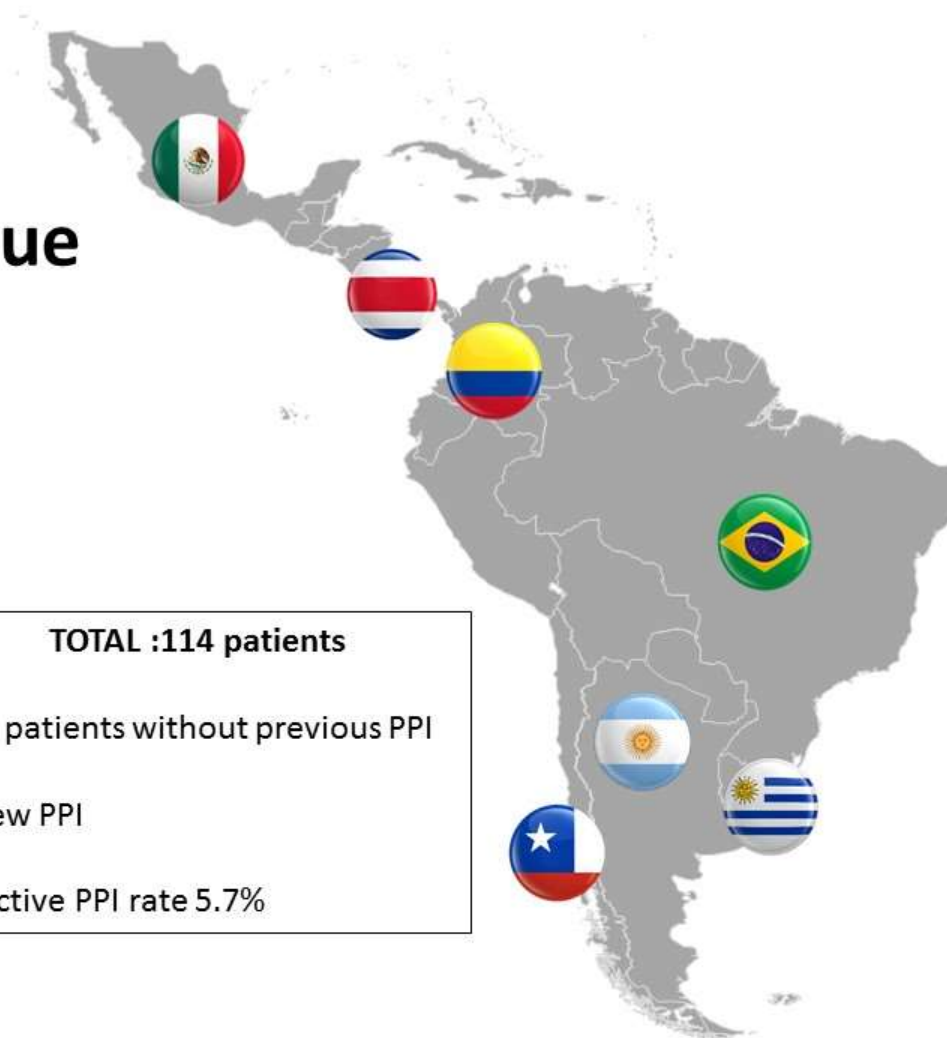 ue
TOTAL :114 patients
patients without previous PPI
ew PPI
ctive PPI rate 5.7%